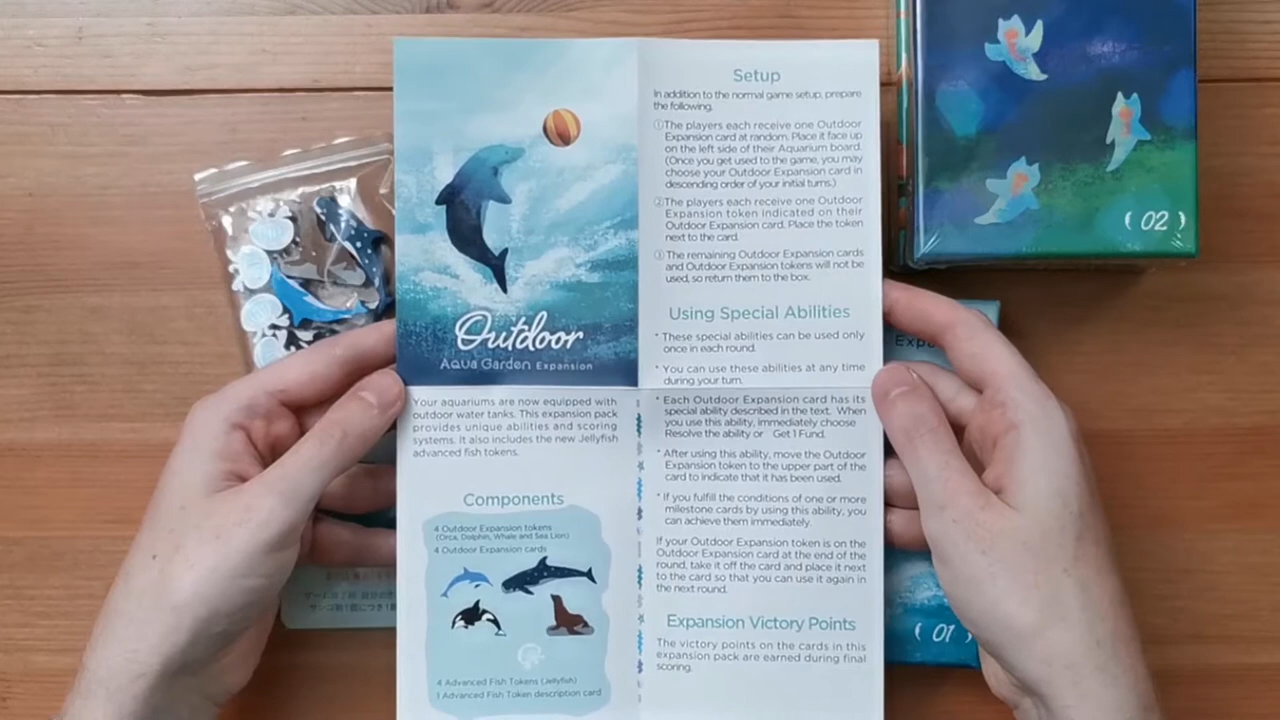 Outdoor
Aqua Garden Expansion
Your aquariums are now equipped with
outdoor water tanks. This expansion pack
provides unique abilities and scoring
systems. It also includes the new Jellyfish
advanced fish tokens.
Components
4 Outdoor Expansion tokens
(Orca, Dolphin, Whale and Sea Lion)
4 Outdoor Expansion cards
4 Advanced Fish Tokens (Jellyfish)
1 Advanced Fish Token description card
Setup
In addition to the normal game setup, prepare
the following.
①The players each receive one Outdoor
Expansion card at random. Place it face up
on the left side of their Aquarium board.
(Once you get used to the game, you may
choose your Outdoor Expansion card in
descending order of your initial turns.)
②The players each receive one Outdoor
Expansion token indicated on their
Outdoor Expansion card. Place the token
next to the card.
③The remaining Outdoor Expansion cards
and Outdoor Expansion tokens will not be
used, so return them to the box.
Using Special Abilities
* These special abilities can be used only
once in each round.
* You can use these abilities at any time
during your turn.
* Each Outdoor Expansion card has its
special ability described in the text. When
you use this ability, immediately choose
Resolve the ability or Get 1 Fund.
* After using this ability, move the Outdoor
Expansion token to the upper part of the
card to indicate that it has been used.
* If you fulfill the conditions of one or more
milestone cards by using this ability, you
can achieve them immediately.
If your Outdoor Expansion token is on the
Outdoor Expansion card at the end of the
round, take it off the card and place it next
to the card so that you can use it again in
the next round.
Expansion Victory Points
The victory points on the cards in this
expansion pack are earned during final
scoring.
( 02 )
Expa
( 01 )